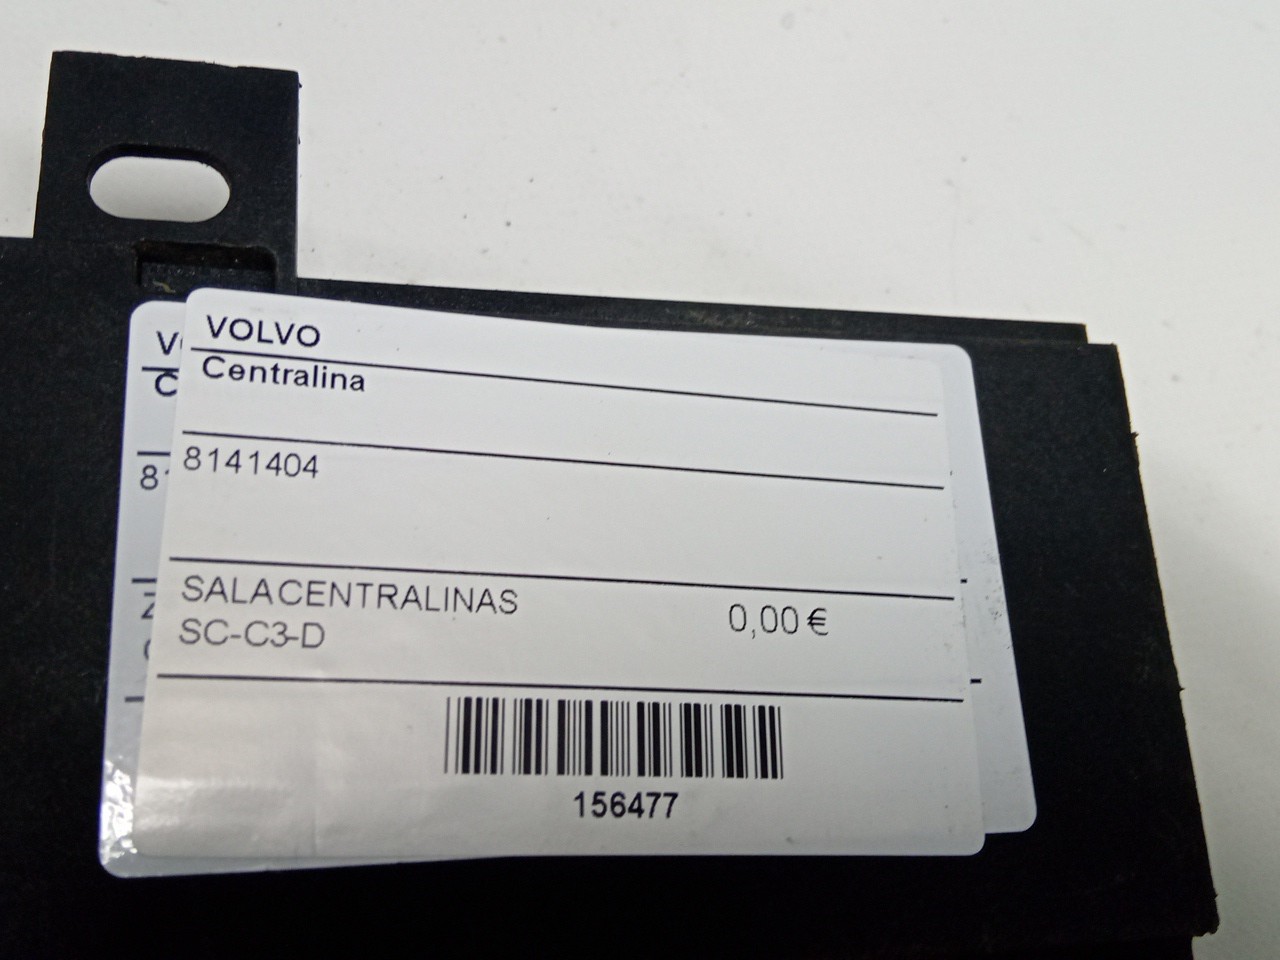 VOLVO
Centralina
8141404
SALACENTRALINAS
0,00€
SC-C3-D
156477